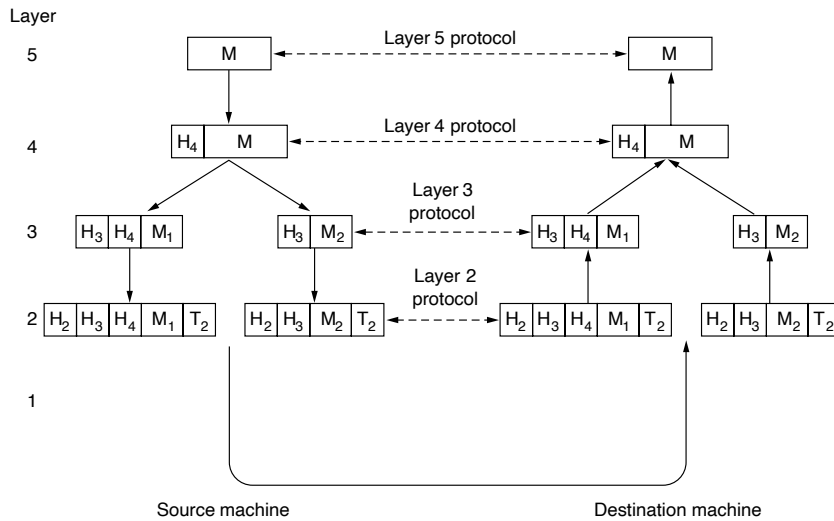 Layer
5 M Layer 5 protocol M
4 H₄ M Layer 4 protocol H₄ M
Layer 3
protocol
3 H₃ H₄ M₁ H₃ M₂ H₃ H₄ M₁ H₃ M₂
Layer 2
protocol
2 H₂ H₃ H₄ M₁ T₂ H₂ H₃ M₂ T₂ H₂ H₃ H₄ M₁ T₂ H₂ H₃ M₂ T₂
1
Source machine Destination machine